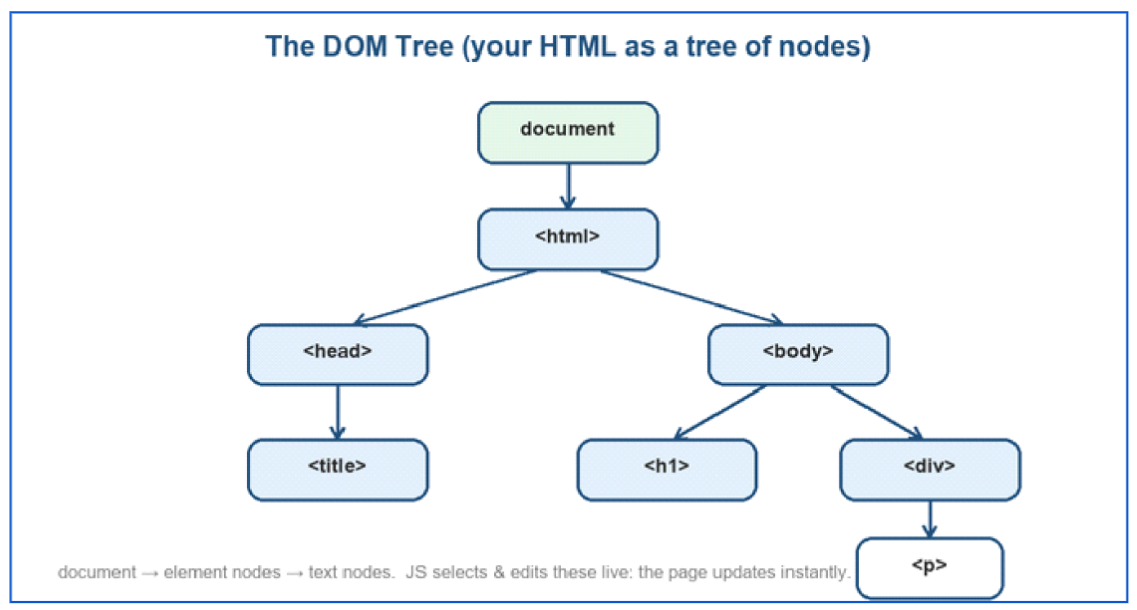 The DOM Tree (your HTML as a tree of nodes)
document
<html>
<head>
<body>
<title>
<h1>
<div>
<p>
document → element nodes → text nodes.  JS selects & edits these live: the page updates instantly.